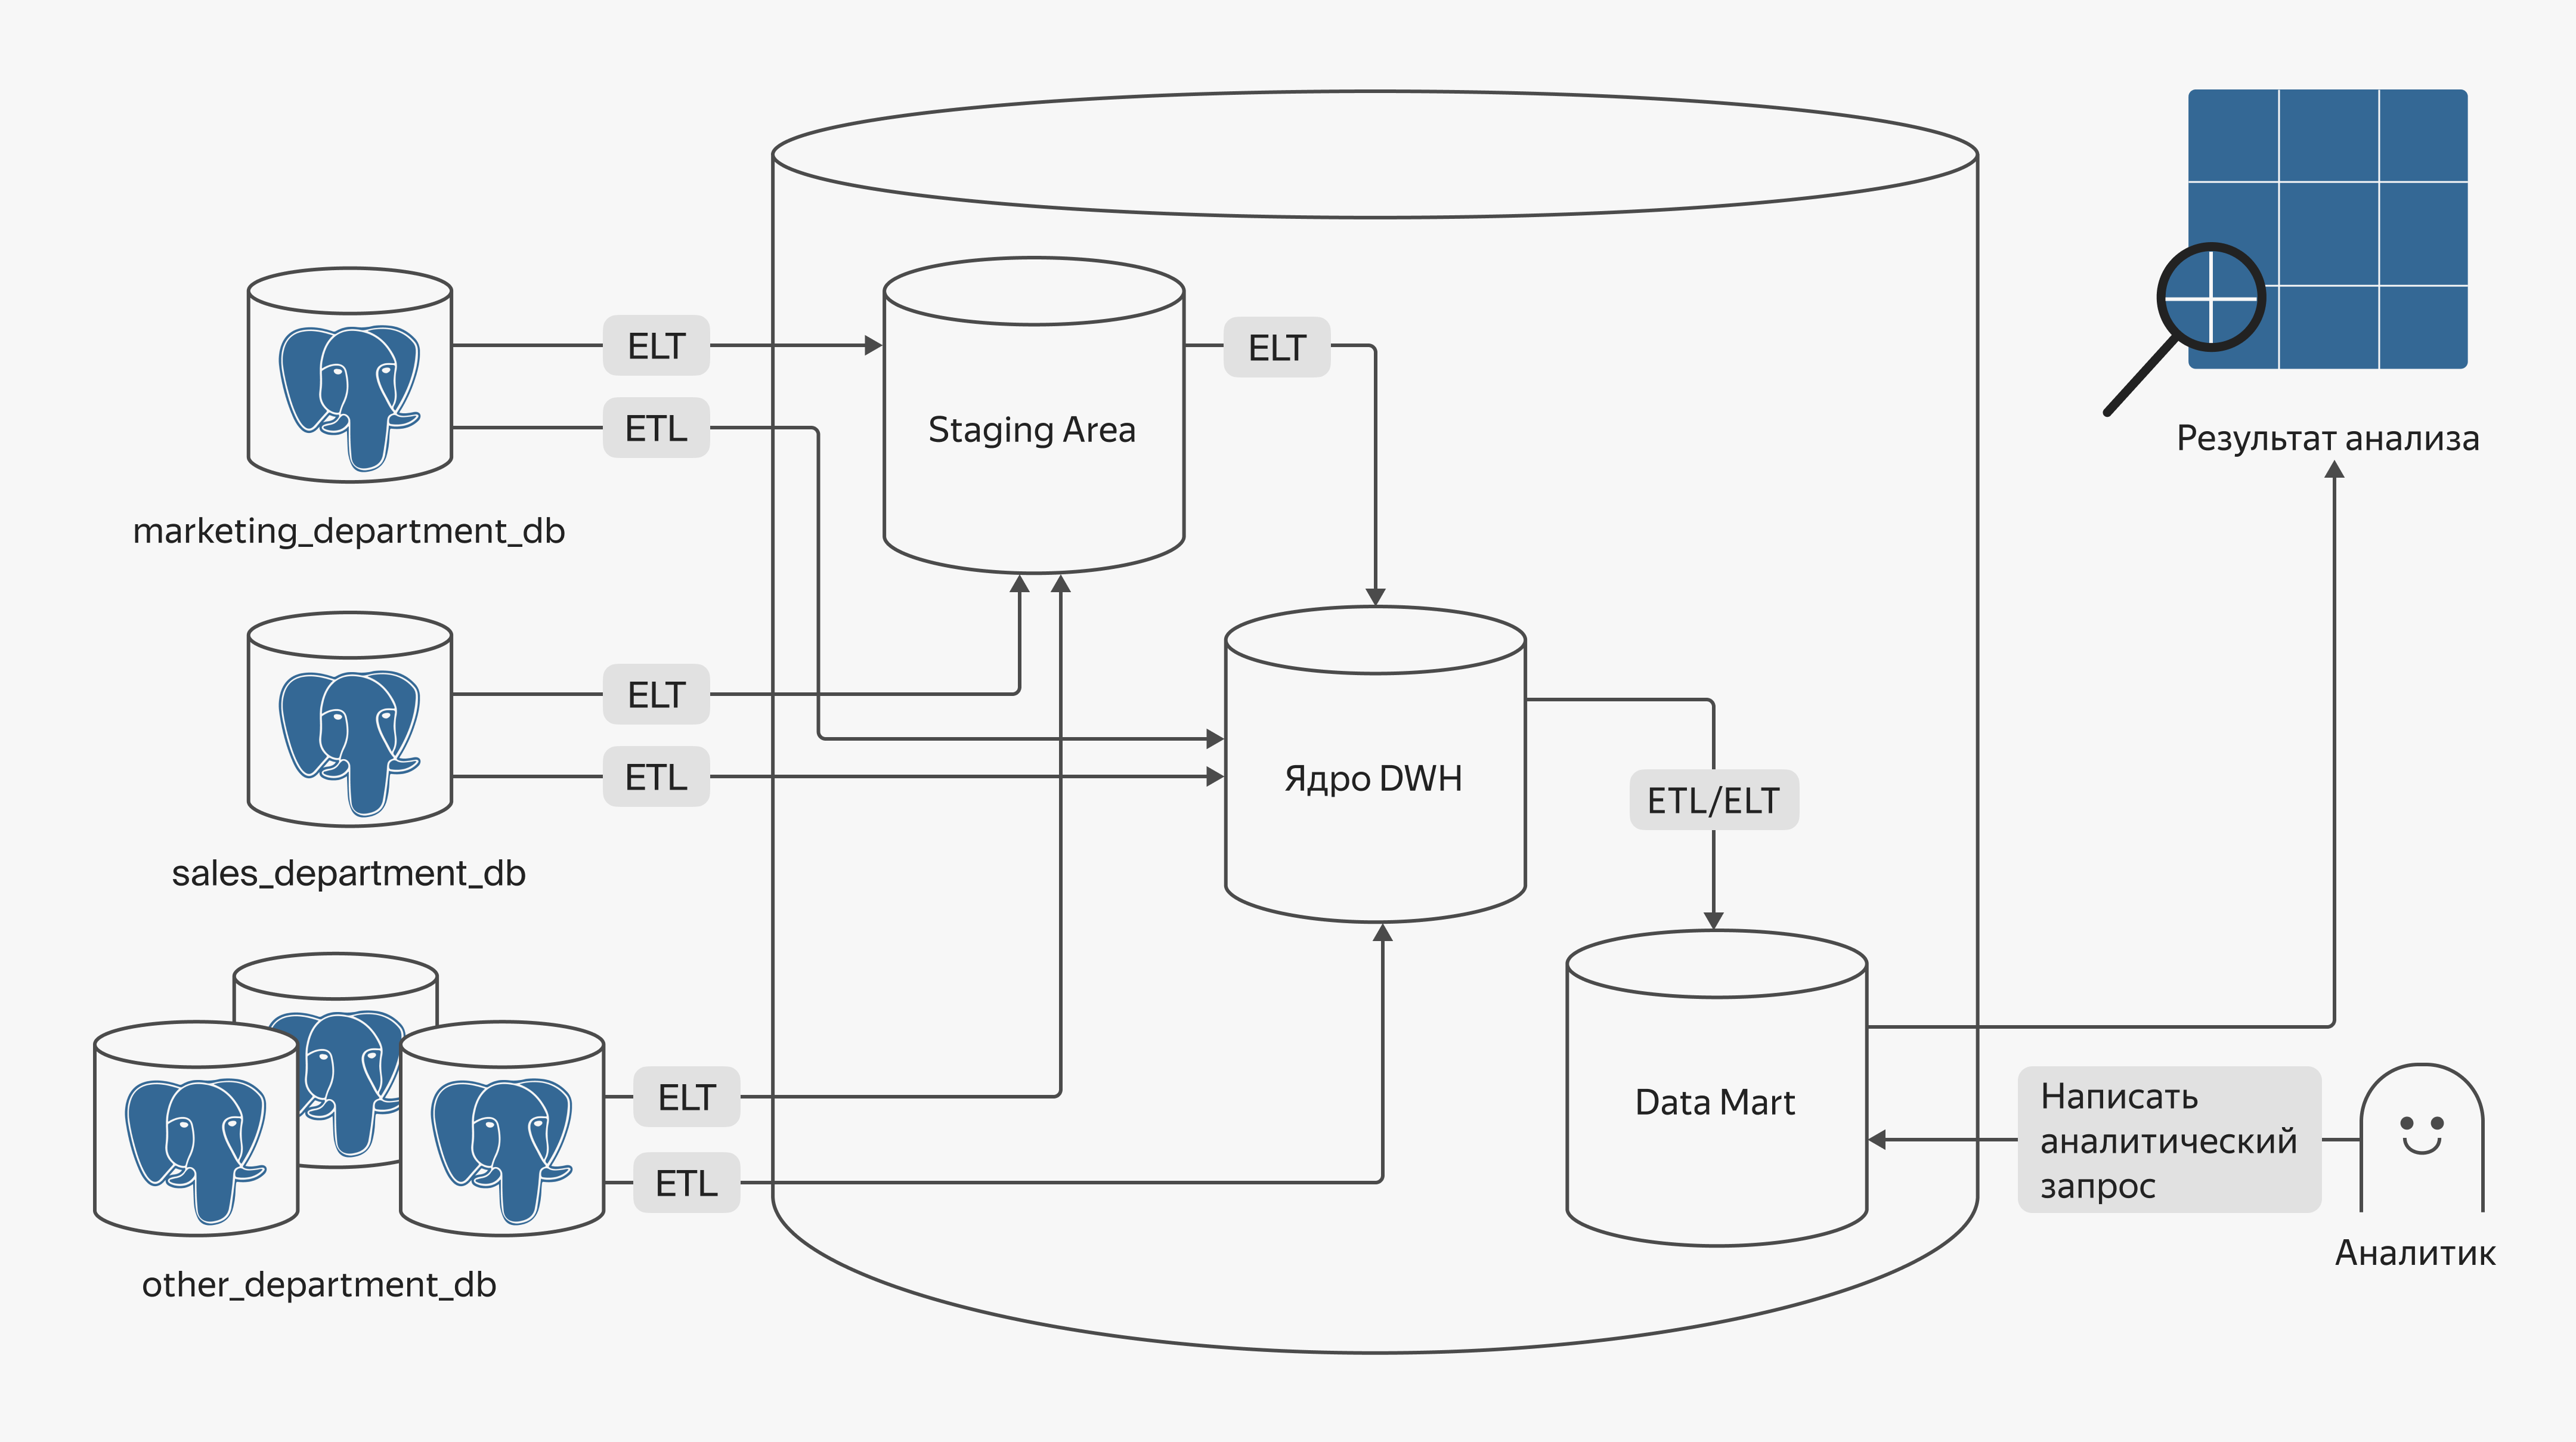 ELT
ETL
marketing_department_db
ELT
ETL
sales_department_db
ELT
ETL
other_department_db
Staging Area
ELT
Ядро DWH
ETL/ELT
Data Mart
Результат анализа
Написать
аналитический
запрос
Аналитик